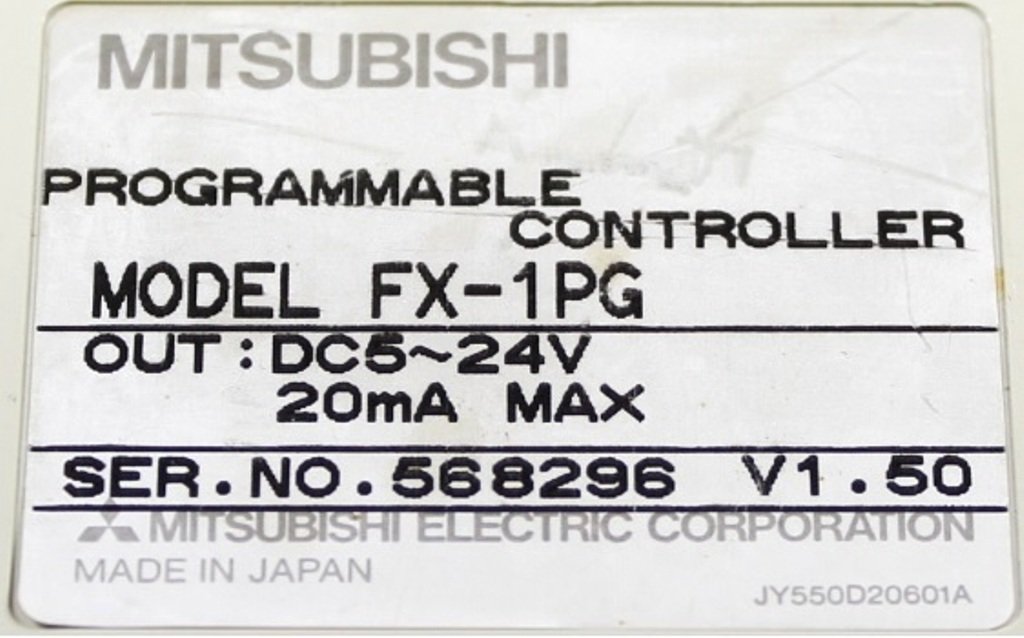 MITSUBISHI
PROGRAMMABLE
CONTROLLER
MODEL FX-1PG
OUT:DC5~24V
20mA MAX
SER.NO.568296 V1.50
MITSUBISHI ELECTRIC CORPORATION
MADE IN JAPAN
JY550D20601A